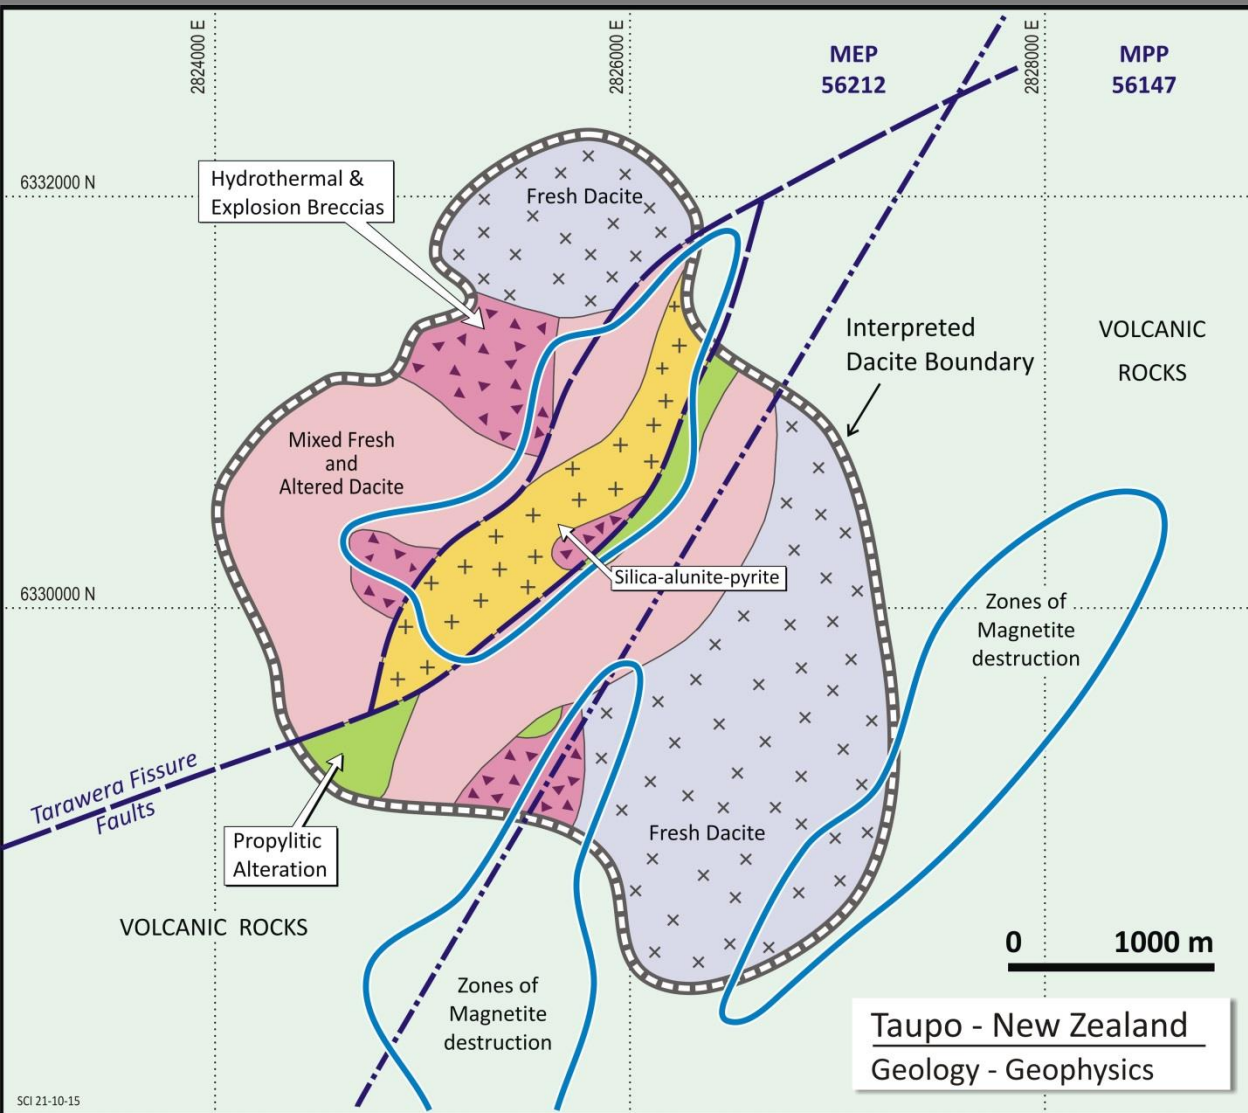 2824000 E
2826000 E
2828000 E
MEP
56212
MPP
56147
6332000 N
Hydrothermal &
Explosion Breccias
Fresh Dacite
Interpreted
Dacite Boundary
VOLCANIC
ROCKS
Mixed Fresh
and
Altered Dacite
Silica-alunite-pyrite
6330000 N
Zones of
Magnetite
destruction
Tarawera Fissure
Faults
Propylitic
Alteration
Fresh Dacite
VOLCANIC ROCKS
Zones of
Magnetite
destruction
0 1000 m
Taupo - New Zealand
Geology - Geophysics
SCI 21-10-15